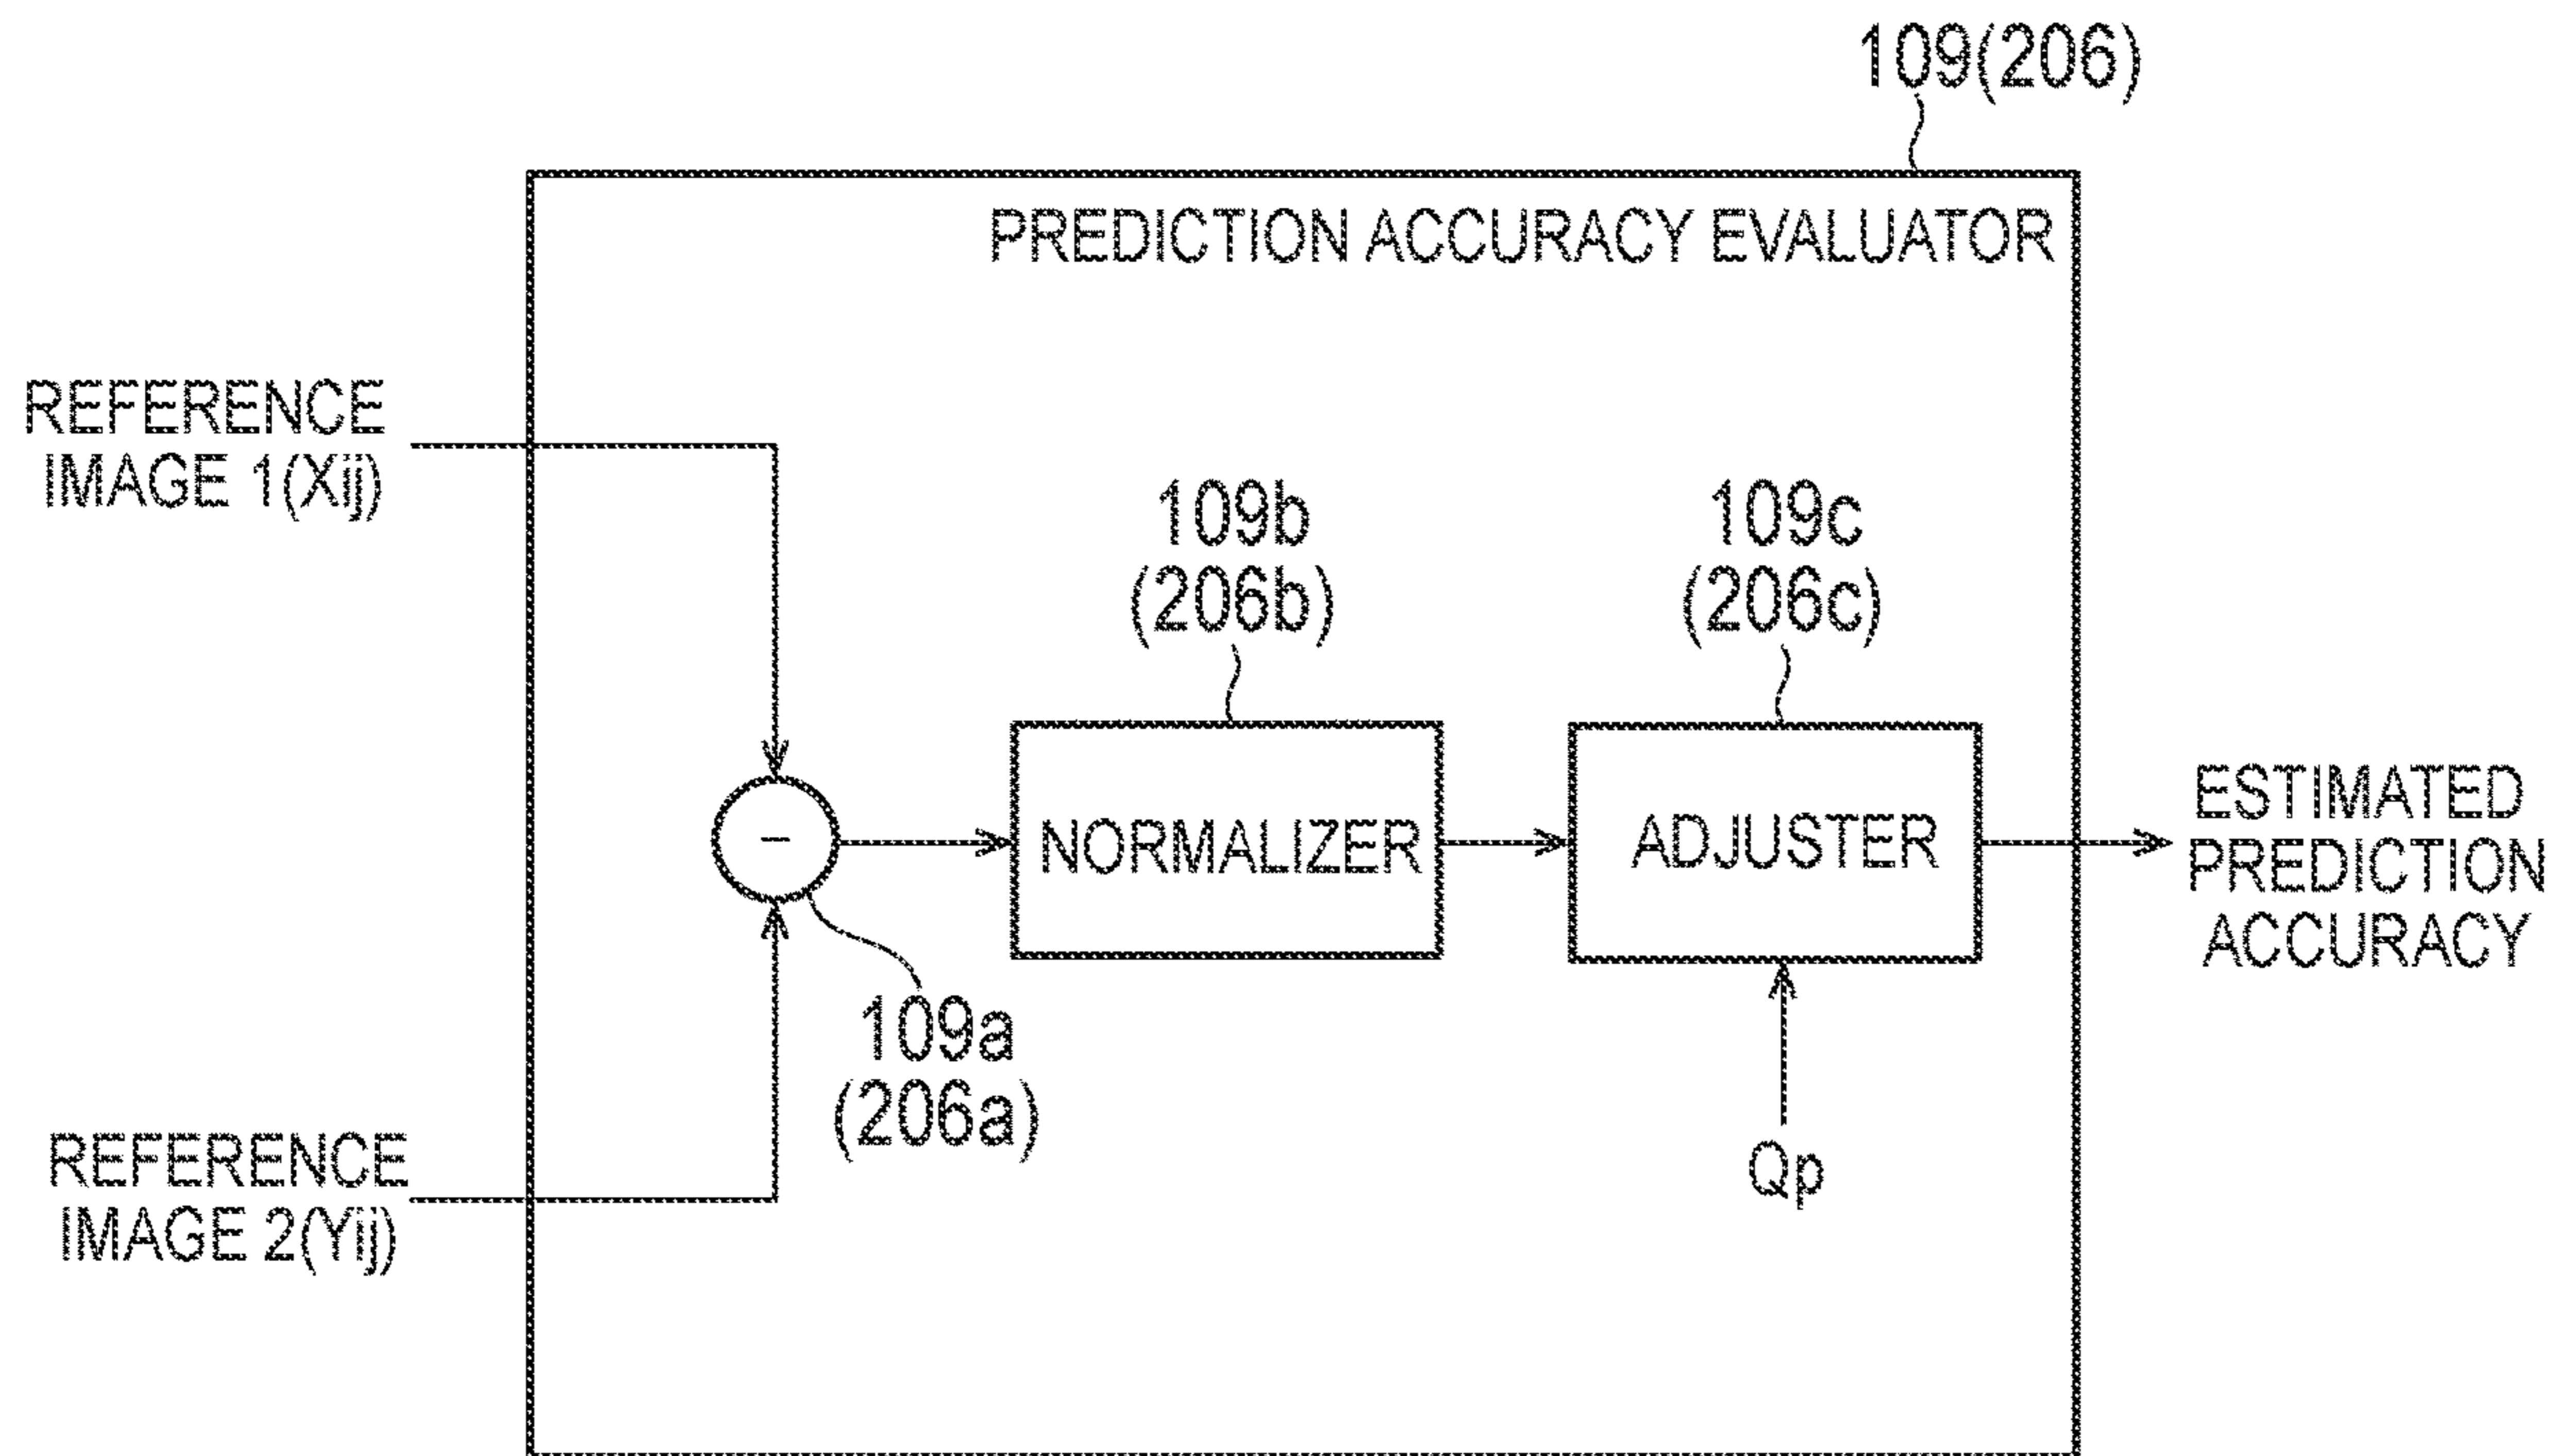 109(206)
PREDICTION ACCURACY EVALUATOR
REFERENCE
IMAGE 1(Xij)
109b
(206b)
109c
(206c)
−
NORMALIZER
ADJUSTER
ESTIMATED
PREDICTION
ACCURACY
109a
(206a)
Qp
REFERENCE
IMAGE 2(Yij)